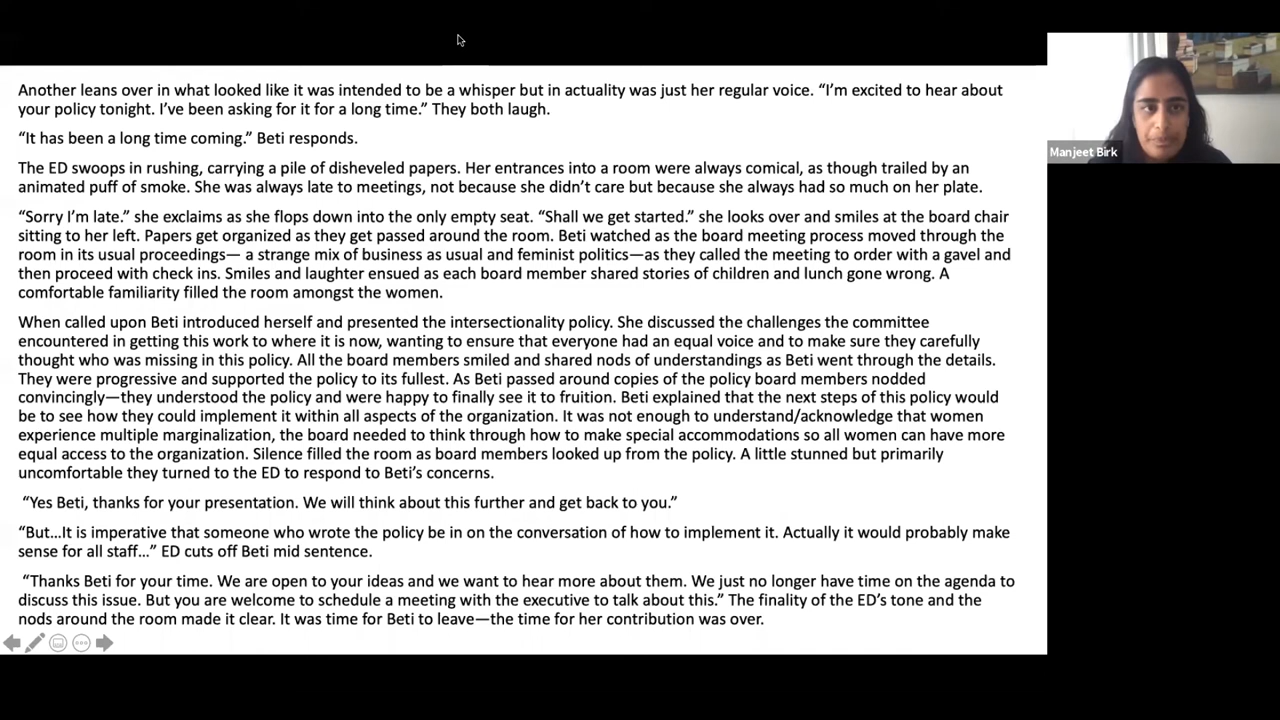 Another leans over in what looked like it was intended to be a whisper but in actuality was just her regular voice. “I’m excited to hear about
your policy tonight. I’ve been asking for it for a long time.” They both laugh.
“It has been a long time coming.” Beti responds.
The ED swoops in rushing, carrying a pile of disheveled papers. Her entrances into a room were always comical, as though trailed by an
animated puff of smoke. She was always late to meetings, not because she didn’t care but because she always had so much on her plate.
“Sorry I’m late.” she exclaims as she flops down into the only empty seat. “Shall we get started.” she looks over and smiles at the board chair
sitting to her left. Papers get organized as they get passed around the room. Beti watched as the board meeting process moved through the
room in its usual proceedings— a strange mix of business as usual and feminist politics—as they called the meeting to order with a gavel and
then proceed with check ins. Smiles and laughter ensued as each board member shared stories of children and lunch gone wrong. A
comfortable familiarity filled the room amongst the women.
When called upon Beti introduced herself and presented the intersectionality policy. She discussed the challenges the committee
encountered in getting this work to where it is now, wanting to ensure that everyone had an equal voice and to make sure they carefully
thought who was missing in this policy. All the board members smiled and shared nods of understandings as Beti went through the details.
They were progressive and supported the policy to its fullest. As Beti passed around copies of the policy board members nodded
convincingly—they understood the policy and were happy to finally see it to fruition. Beti explained that the next steps of this policy would
be to see how they could implement it within all aspects of the organization. It was not enough to understand/acknowledge that women
experience multiple marginalization, the board needed to think through how to make special accommodations so all women can have more
equal access to the organization. Silence filled the room as board members looked up from the policy. A little stunned but primarily
uncomfortable they turned to the ED to respond to Beti’s concerns.
“Yes Beti, thanks for your presentation. We will think about this further and get back to you.”
“But…It is imperative that someone who wrote the policy be in on the conversation of how to implement it. Actually it would probably make
sense for all staff…” ED cuts off Beti mid sentence.
“Thanks Beti for your time. We are open to your ideas and we want to hear more about them. We just no longer have time on the agenda to
discuss this issue. But you are welcome to schedule a meeting with the executive to talk about this.” The finality of the ED’s tone and the
nods around the room made it clear. It was time for Beti to leave—the time for her contribution was over.
Manjeet Birk